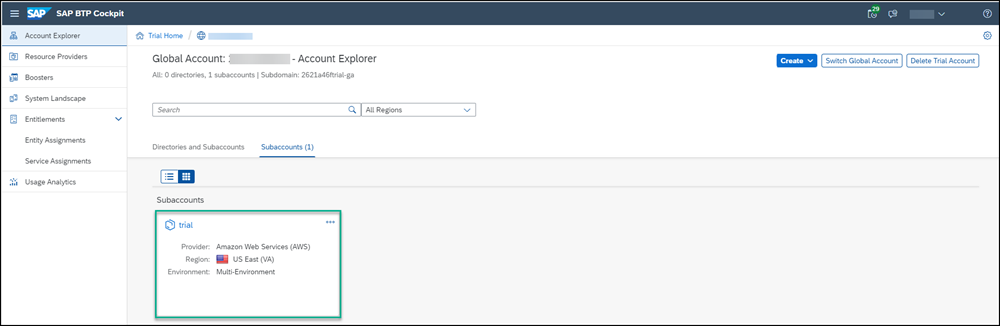 SAP SAP BTP Cockpit 29
Account Explorer
Resource Providers
Boosters
System Landscape
Entitlements
Entity Assignments
Service Assignments
Usage Analytics
Trial Home /
Global Account: - Account Explorer
All: 0 directories, 1 subaccounts | Subdomain: 2621a46ftrial-ga
Create
Switch Global Account
Delete Trial Account
Search
All Regions
Directories and Subaccounts
Subaccounts (1)
Subaccounts
trial
Provider: Amazon Web Services (AWS)
Region: US East (VA)
Environment: Multi-Environment